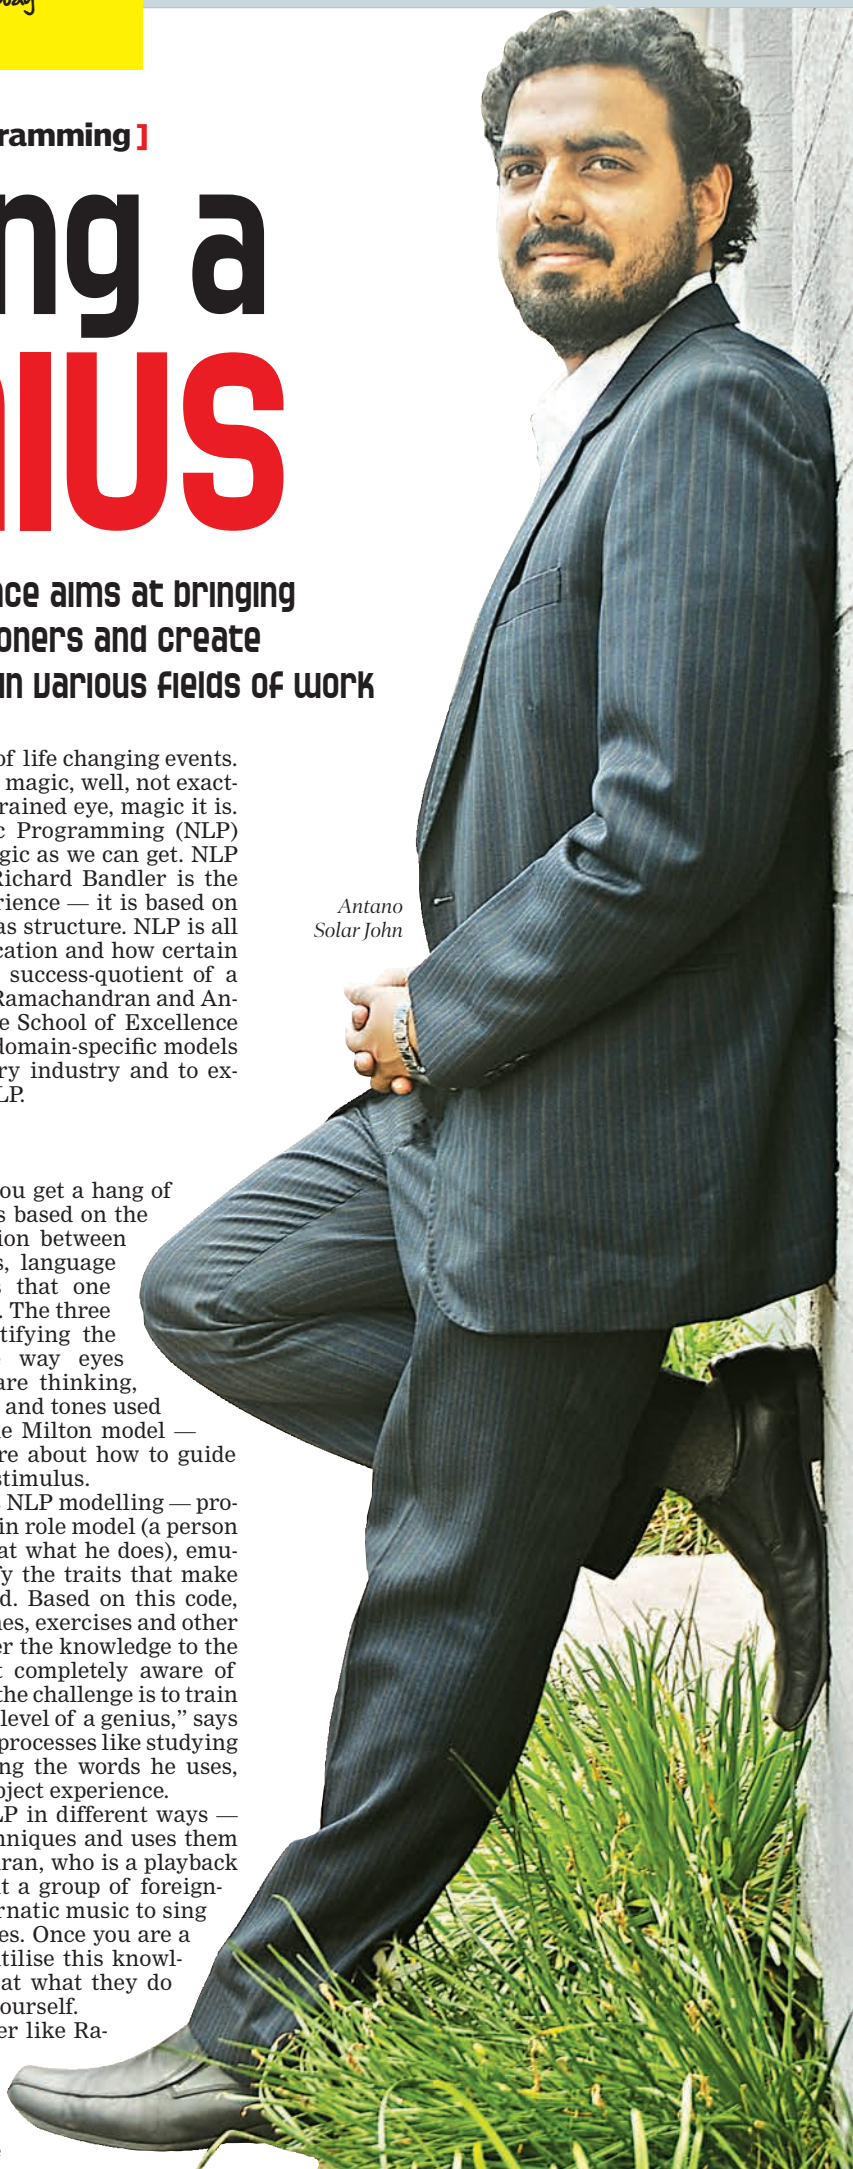 ramming ]
ng a
nius
nce aims at bringing
oners and create
in various fields of work
of life changing events.
magic, well, not exact-
rained eye, magic it is.
c Programming (NLP)
gic as we can get. NLP
Richard Bandler is the
rience — it is based on
as structure. NLP is all
cation and how certain
success-quotient of a
Ramachandran and An-
e School of Excellence
domain-specific models
ry industry and to ex-
LP.
Antano
Solar John
ou get a hang of
s based on the
ion between
s, language
s that one
. The three
tifying the
way eyes
are thinking,
and tones used
e Milton model —
re about how to guide
stimulus.
NLP modelling — pro-
in role model (a person
at what he does), emu-
fy the traits that make
d. Based on this code,
nes, exercises and other
er the knowledge to the
t completely aware of
the challenge is to train
level of a genius,” says
processes like studying
ng the words he uses,
bject experience.
LP in different ways —
hniques and uses them
ran, who is a playback
t a group of foreign-
rnatic music to sing
es. Once you are a
tilise this knowl-
at what they do
ourself.
er like Ra-